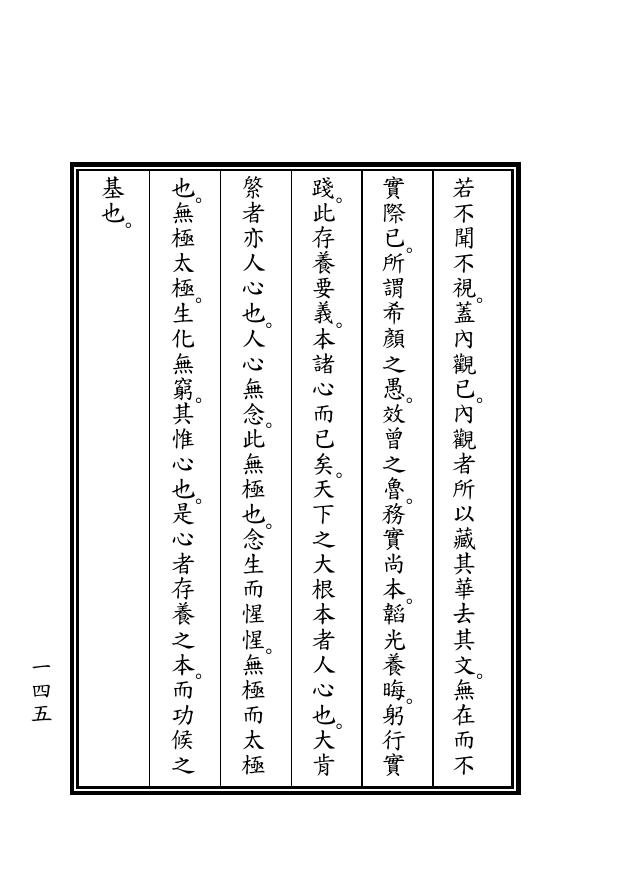 若不聞不視。蓋內觀已。內觀者所以藏其華去其文。無在而不
實際已。所謂希顏之愚。效曾之魯。務實尚本。韜光養晦。躬行實
踐。此存養要義。本諸心而已矣。天下之大根本者人心也。大肯
綮者亦人心也。人心無念。此無極也。念生而惺惺。無極而太極
也。無極太極。生化無窮。其惟心也。是心者存養之本。而功候之
基也。
一四五